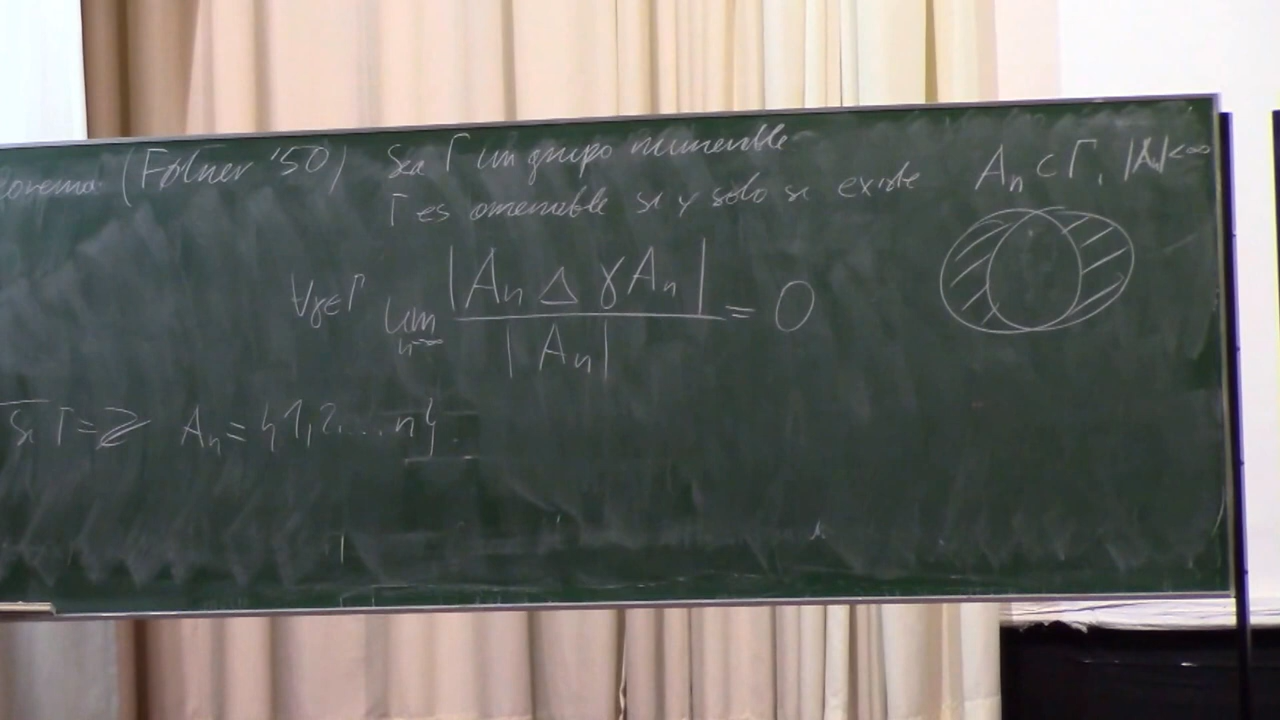 orema (Følner '50) Sea Γ un grupo numerable
Γ es amenable si y solo si existe Aₙ ⊂ Γ, |Aₙ| < ∞
∀γ∈Γ lim n→∞ |Aₙ Δ γAₙ| / |Aₙ| = 0
Si Γ = ℤ Aₙ = {1, 2, ... n}.